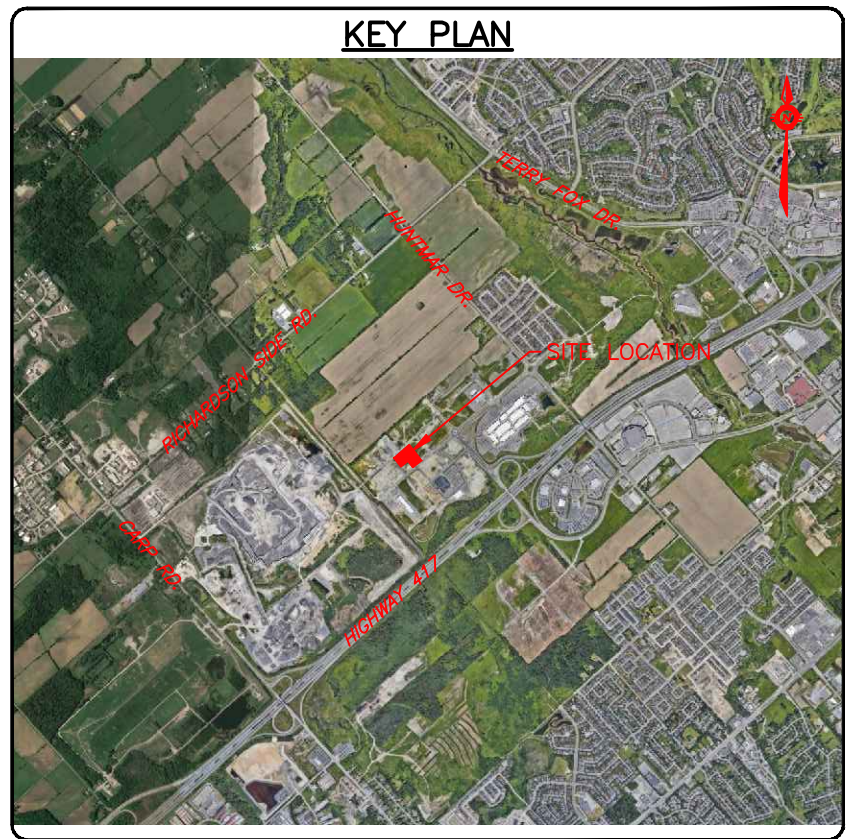 KEY PLAN
N
TERRY FOX DR.
HUNTMAR DR.
RICHARDSON SIDE RD.
SITE LOCATION
CARP RD.
HIGHWAY 417